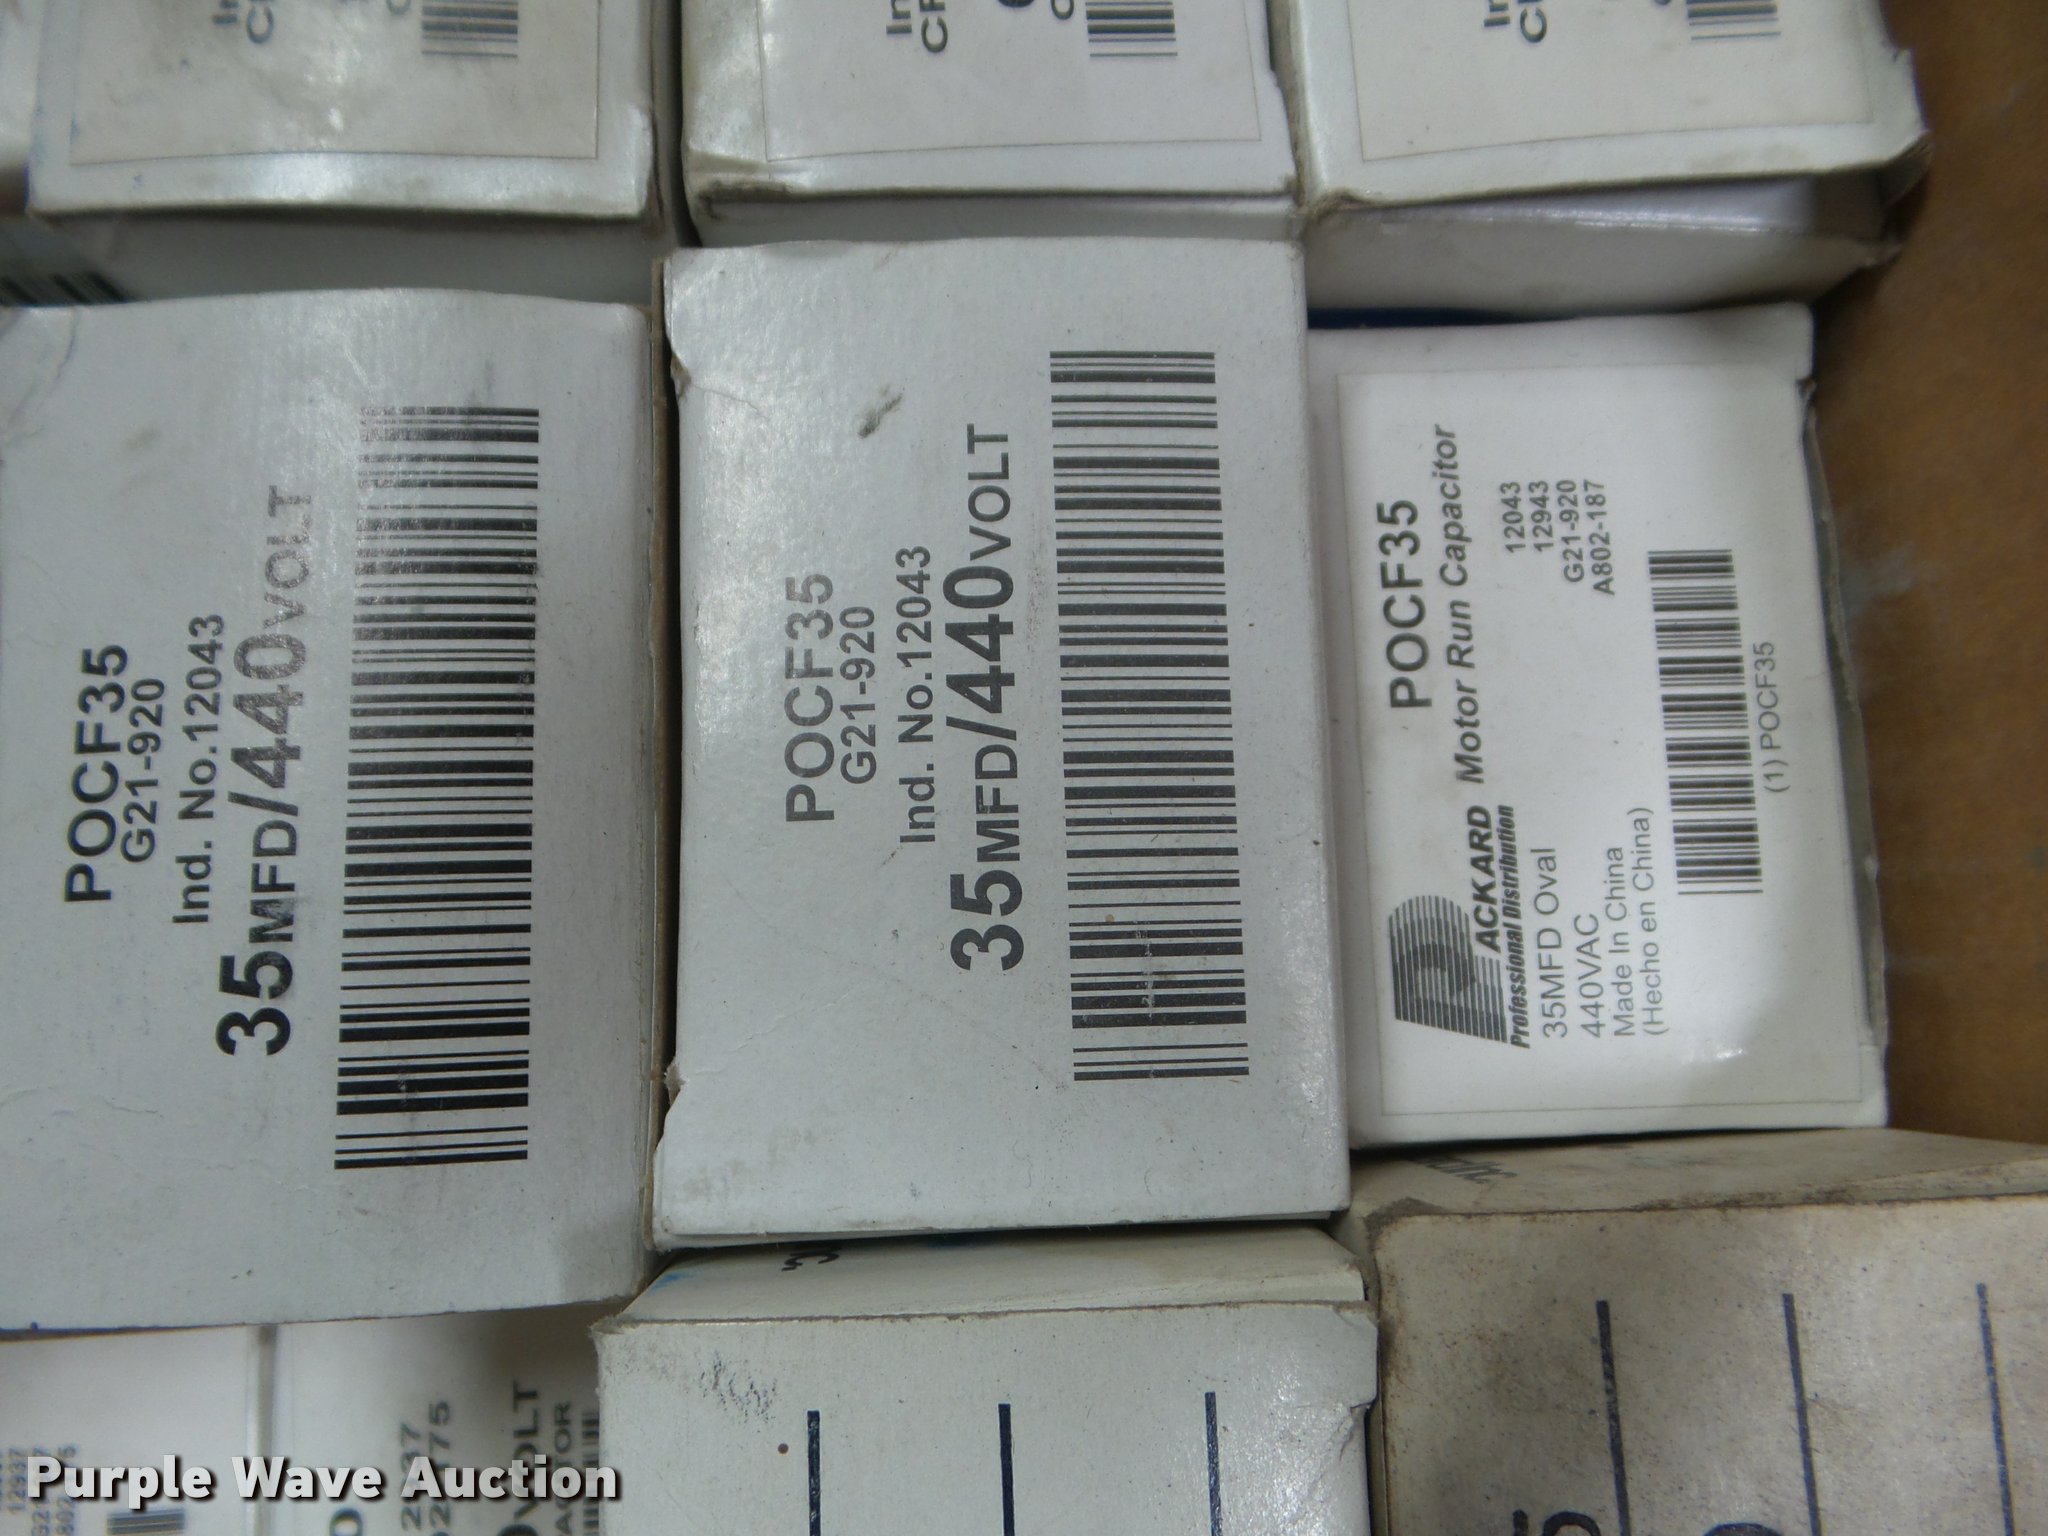 POCF35
G21-920
Ind. No.12043
35MFD/440VOLT
POCF35
G21-920
Ind. No.12043
35MFD/440VOLT
POCF35
PACKARD Motor Run Capacitor
Professional Distribution
35MFD Oval
12043
440VAC
12943
Made In China
G21-920
(Hecho en China)
A802-187
(1) POCF35
12937
VOLT
Purple Wave Auction